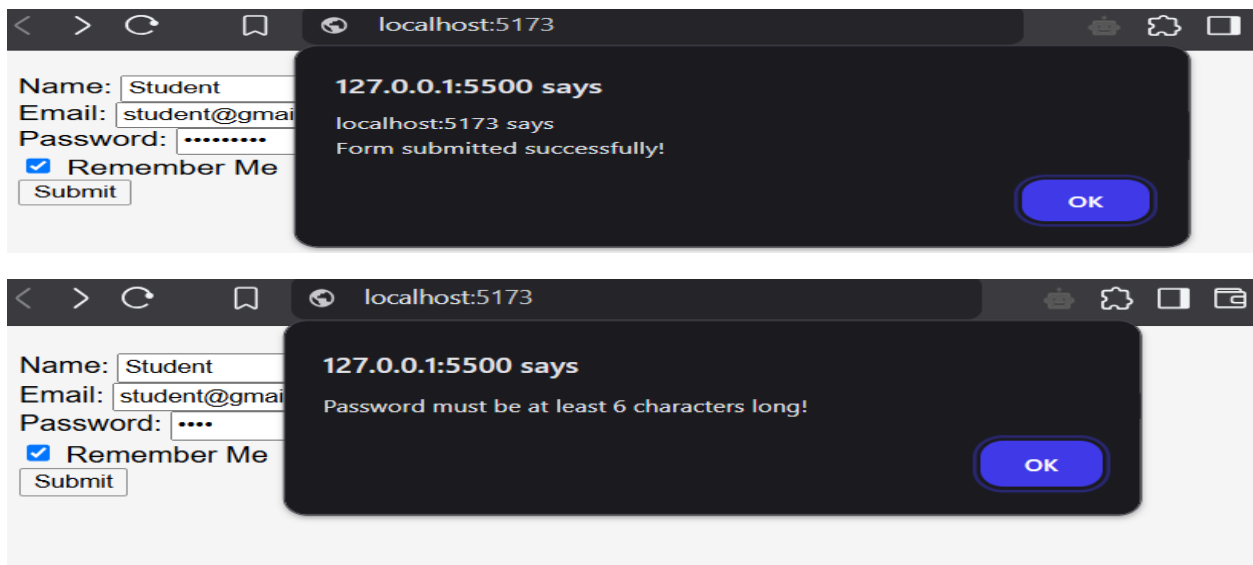 localhost:5173
127.0.0.1:5500 says
localhost:5173 says
Form submitted successfully!
OK
Name: Student
Email: student@gmai
Password: •••••••••
Remember Me
Submit
localhost:5173
127.0.0.1:5500 says
Password must be at least 6 characters long!
OK
Name: Student
Email: student@gmai
Password: ••••
Remember Me
Submit